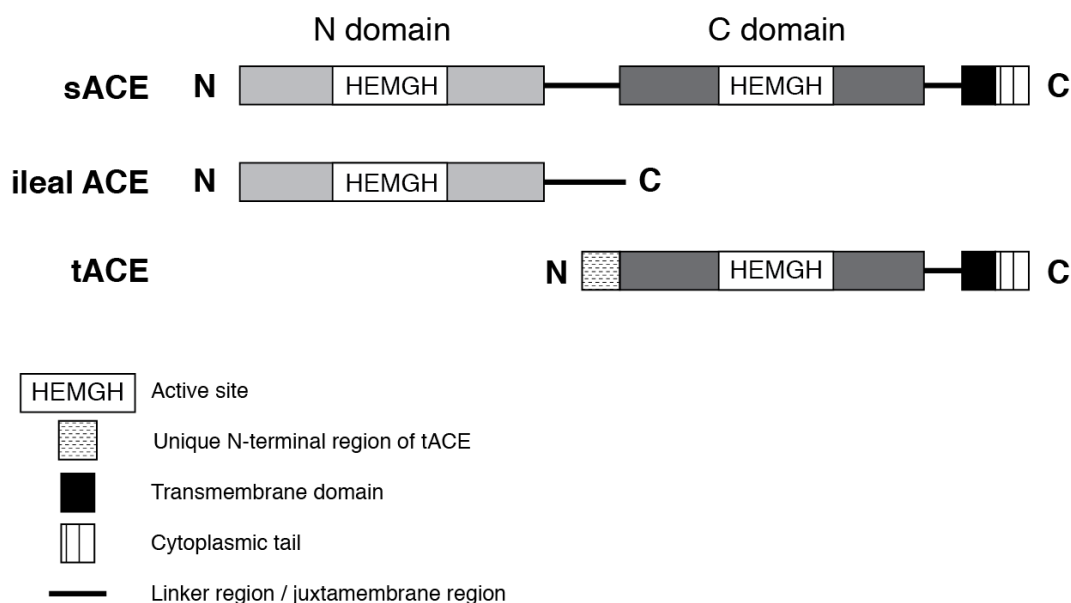 N domain C domain
sACE N HEMGH HEMGH C
ileal ACE N HEMGH C
tACE N HEMGH C
HEMGH Active site
Unique N-terminal region of tACE
Transmembrane domain
Cytoplasmic tail
Linker region / juxtamembrane region